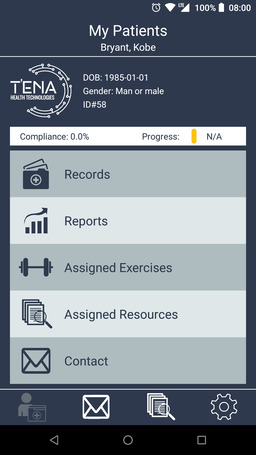 100% 08:00
My Patients
Bryant, Kobe
TENA
HEALTH TECHNOLOGIES
DOB: 1985-01-01
Gender: Man or male
ID#58
Compliance: 0.0% Progress: N/A
Records
Reports
Assigned Exercises
Assigned Resources
Contact